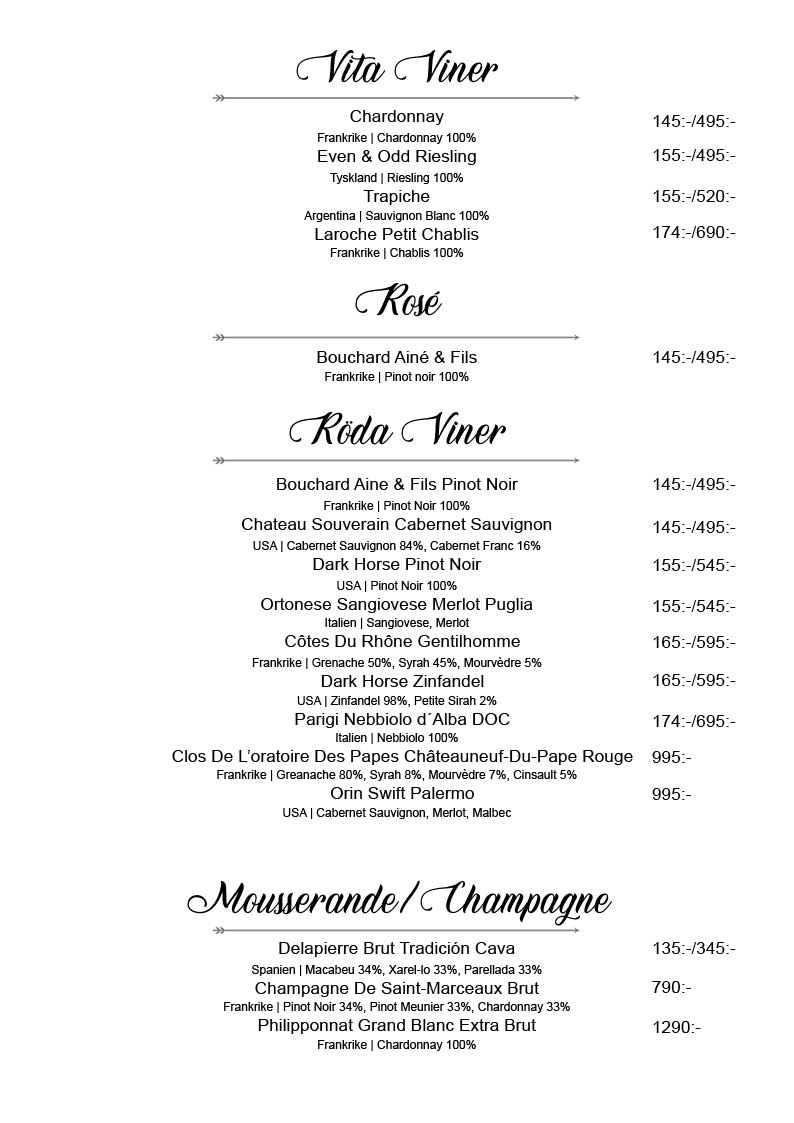 Vita Viner
Chardonnay 145:-/495:-
Frankrike | Chardonnay 100%
Even & Odd Riesling 155:-/495:-
Tyskland | Riesling 100%
Trapiche 155:-/520:-
Argentina | Sauvignon Blanc 100%
Laroche Petit Chablis 174:-/690:-
Frankrike | Chablis 100%
Rosé
Bouchard Ainé & Fils 145:-/495:-
Frankrike | Pinot noir 100%
Röda Viner
Bouchard Aine & Fils Pinot Noir 145:-/495:-
Frankrike | Pinot Noir 100%
Chateau Souverain Cabernet Sauvignon 145:-/495:-
USA | Cabernet Sauvignon 84%, Cabernet Franc 16%
Dark Horse Pinot Noir 155:-/545:-
USA | Pinot Noir 100%
Ortonese Sangiovese Merlot Puglia 155:-/545:-
Italien | Sangiovese, Merlot
Côtes Du Rhône Gentilhomme 165:-/595:-
Frankrike | Grenache 50%, Syrah 45%, Mourvèdre 5%
Dark Horse Zinfandel 165:-/595:-
USA | Zinfandel 98%, Petite Sirah 2%
Parigi Nebbiolo d´Alba DOC 174:-/695:-
Italien | Nebbiolo 100%
Clos De L’oratoire Des Papes Châteauneuf-Du-Pape Rouge 995:-
Frankrike | Greanache 80%, Syrah 8%, Mourvèdre 7%, Cinsault 5%
Orin Swift Palermo 995:-
USA | Cabernet Sauvignon, Merlot, Malbec
Mousserande/Champagne
Delapierre Brut Tradición Cava 135:-/345:-
Spanien | Macabeu 34%, Xarel-lo 33%, Parellada 33%
Champagne De Saint-Marceaux Brut 790:-
Frankrike | Pinot Noir 34%, Pinot Meunier 33%, Chardonnay 33%
Philipponnat Grand Blanc Extra Brut 1290:-
Frankrike | Chardonnay 100%